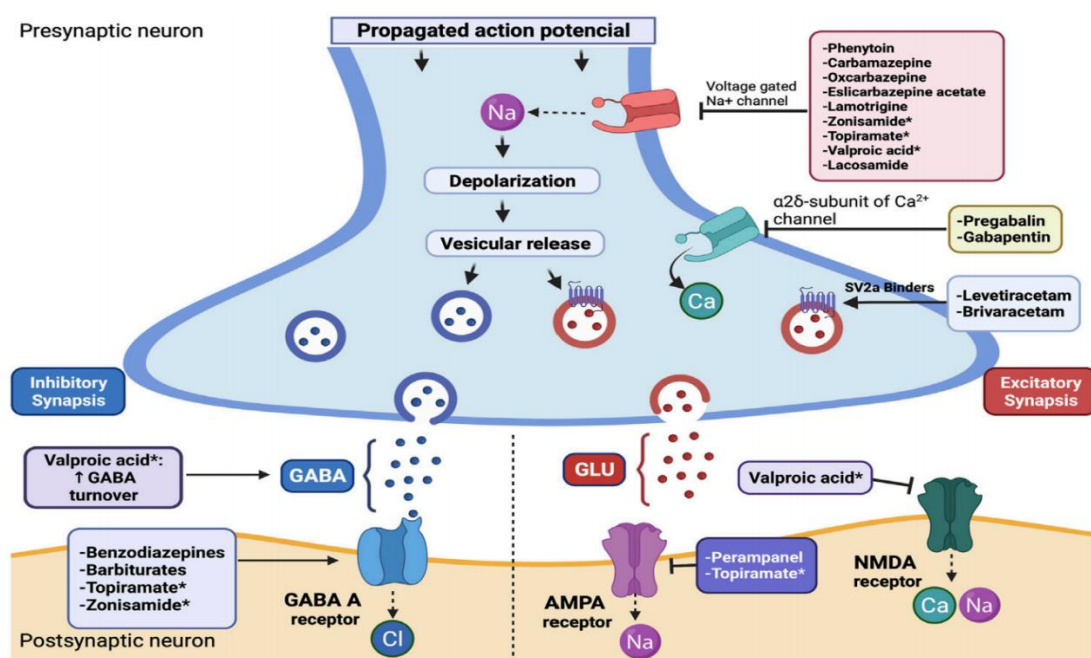 Presynaptic neuron
Propagated action potencial
Voltage gated
Na+ channel
-Phenytoin
-Carbamazepine
-Oxcarbazepine
-Eslicarbazepine acetate
-Lamotrigine
-Zonisamide*
-Topiramate*
-Valproic acid*
-Lacosamide
Na
Depolarization
Vesicular release
α2δ-subunit of Ca²⁺
channel
-Pregabalin
-Gabapentin
Ca
SV2a Binders
-Levetiracetam
-Brivaracetam
Inhibitory
Synapsis
Excitatory
Synapsis
Valproic acid*:
↑ GABA
turnover
GABA
GLU
Valproic acid*
-Benzodiazepines
-Barbiturates
-Topiramate*
-Zonisamide*
GABA A
receptor
Cl
AMPA
receptor
Na
-Perampanel
-Topiramate*
NMDA
receptor
Ca
Na
Postsynaptic neuron